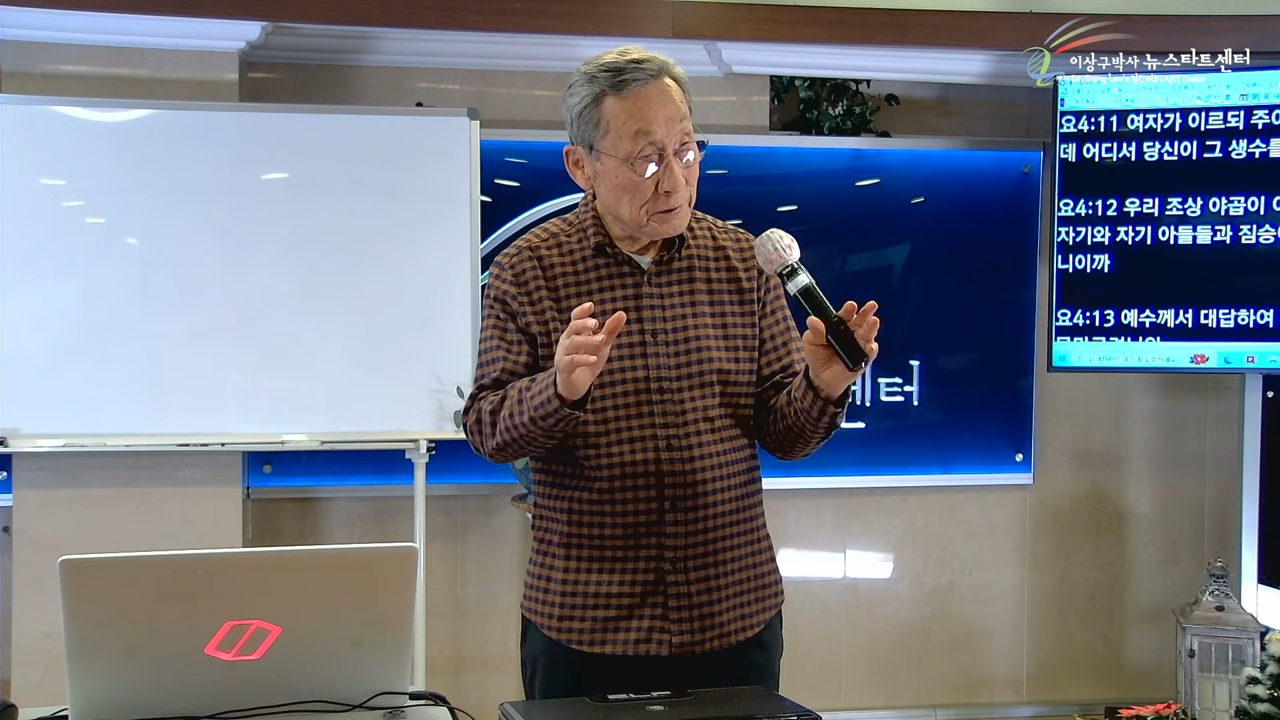 이상구박사 뉴스타트센터
요4:11 여자가 이르되
데 어디서 당신이 그 생수를
요4:12 우리 조상 야곱이
자기와 자기 아들들과 짐승
니이까
요4:13 예수께서 대답하여
센터